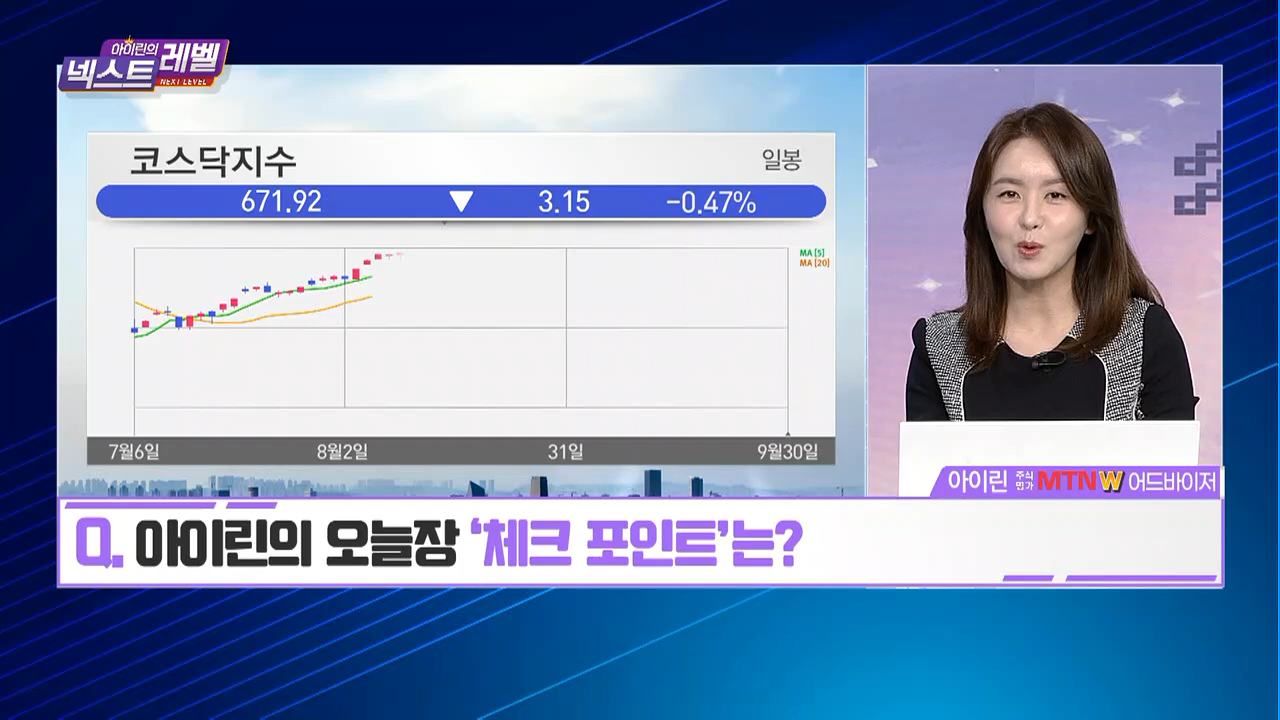 아이린의
넥스트 레벨
NEXT LEVEL
코스닥지수
일봉
671.92 ▼ 3.15 -0.47%
MA [5]
MA [20]
7월6일 8월2일 31일 9월30일
아이린 주식 명가 MTNW 어드바이저
Q. 아이린의 오늘장 '체크 포인트'는?